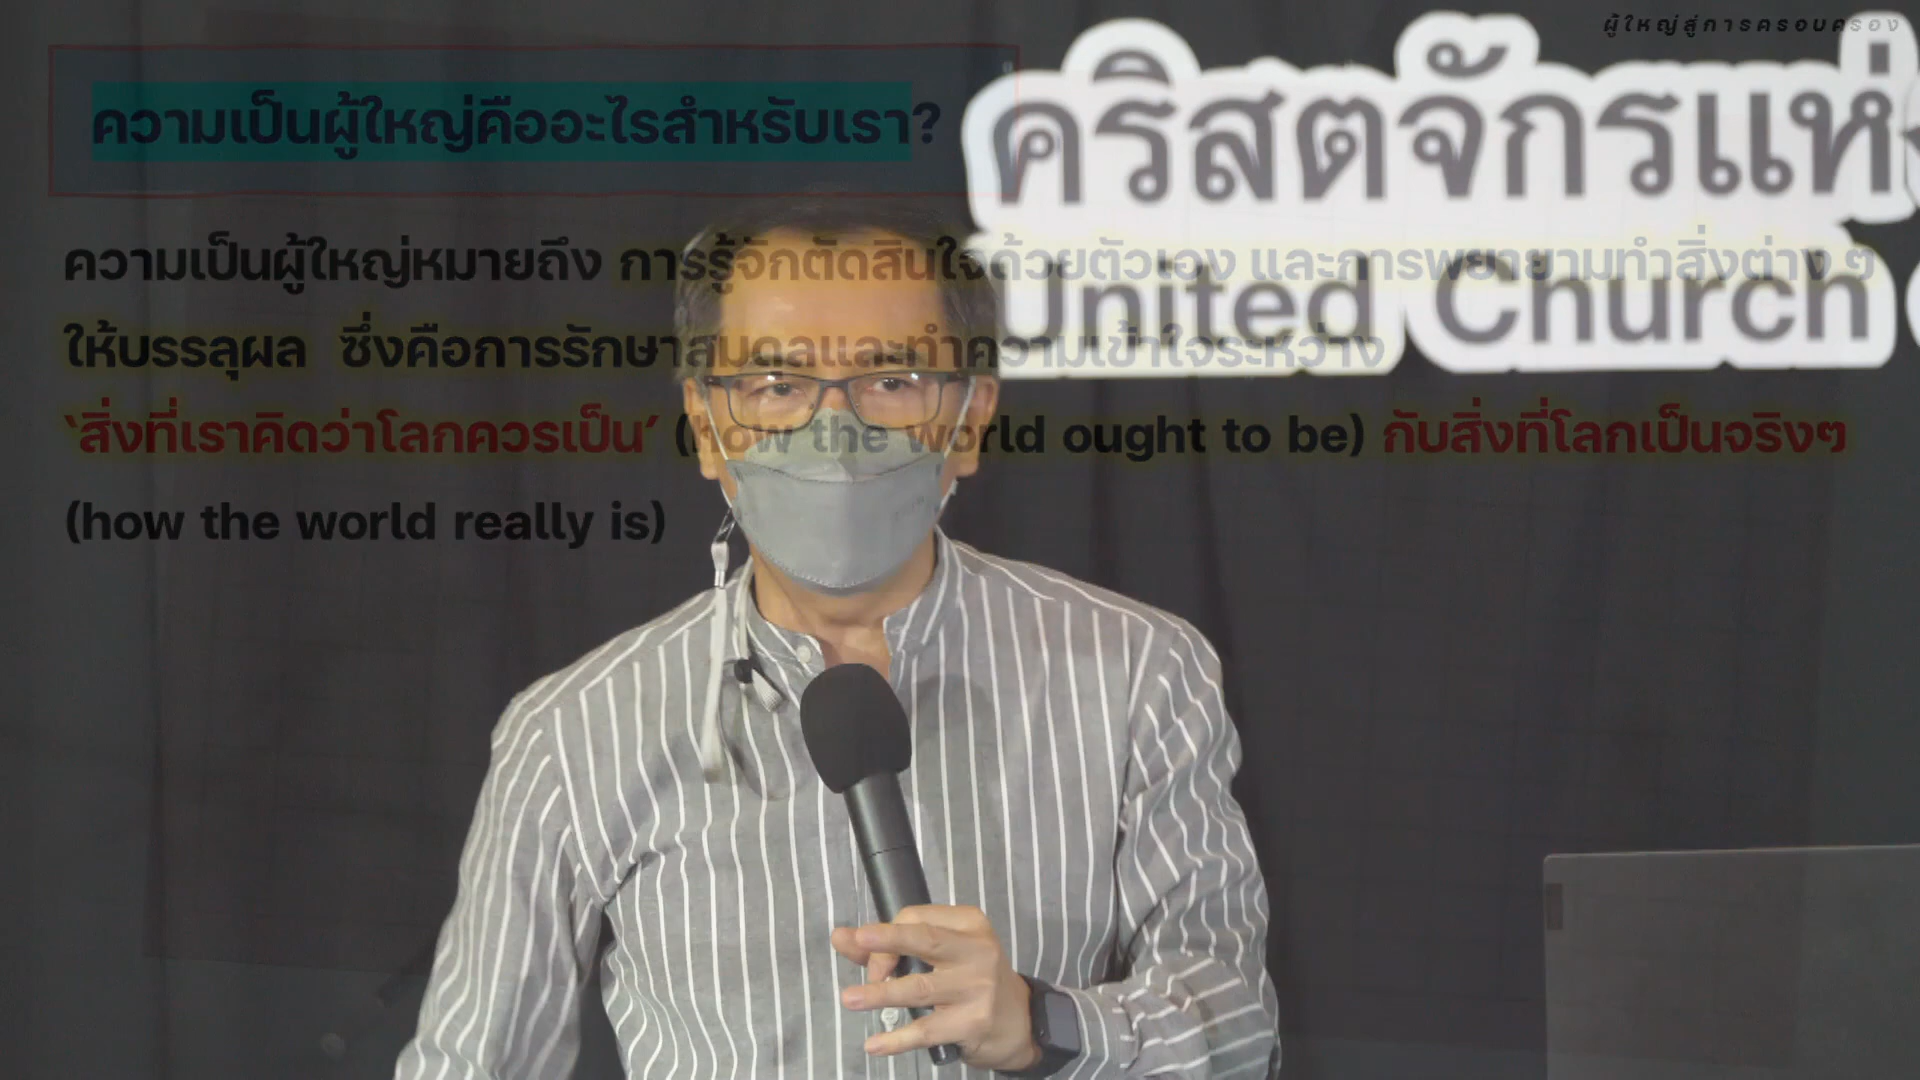 ผู้ใหญ่สู่การครอบครอง
ความเป็นผู้ใหญ่คืออะไรสำหรับเรา?
คริสตจักรแห่
United Church
ความเป็นผู้ใหญ่หมายถึง การรู้จักตัดสินใจด้วยตัวเอง และการพยายามทำสิ่งต่าง ๆ
ให้บรรลุผล ซึ่งคือการรักษาสมดุลและทำความเข้าใจระหว่าง
‘สิ่งที่เราคิดว่าโลกควรเป็น’ (how the world ought to be) กับสิ่งที่โลกเป็นจริงๆ
(how the world really is)